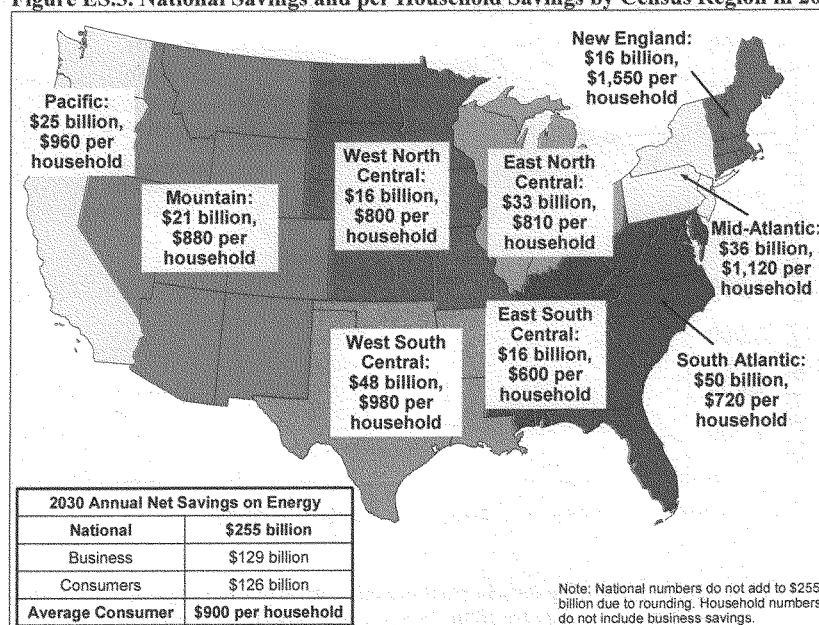 Figure ES.3. National Savings and per Household Savings by Census Region in 20
New England:
$16 billion,
$1,550 per
household
Pacific:
$25 billion,
$960 per
household
West North
Central:
$16 billion,
$800 per
household
East North
Central:
$33 billion,
$810 per
household
Mountain:
$21 billion,
$880 per
household
Mid-Atlantic:
$36 billion,
$1,120 per
household
West South
Central:
$48 billion,
$980 per
household
East South
Central:
$16 billion,
$600 per
household
South Atlantic:
$50 billion,
$720 per
household
2030 Annual Net Savings on Energy
National $255 billion
Business $129 billion
Consumers $126 billion
Average Consumer $900 per household
Note: National numbers do not add to $255
billion due to rounding. Household numbers
do not include business savings.